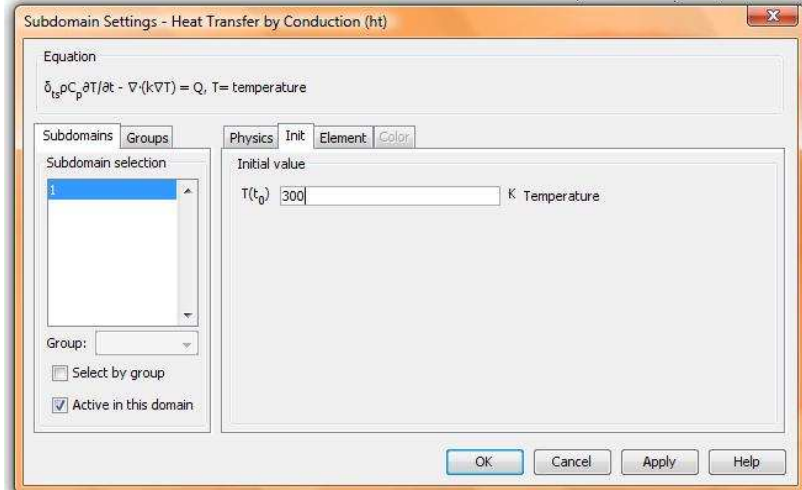 Subdomain Settings - Heat Transfer by Conduction (ht)
Equation
δtsρCp∂T/∂t - ∇·(k∇T) = Q, T= temperature
Subdomains Groups
Physics Init Element Color
Subdomain selection
Initial value
1
T(t0) 300 K Temperature
Group:
Select by group
Active in this domain
OK Cancel Apply Help